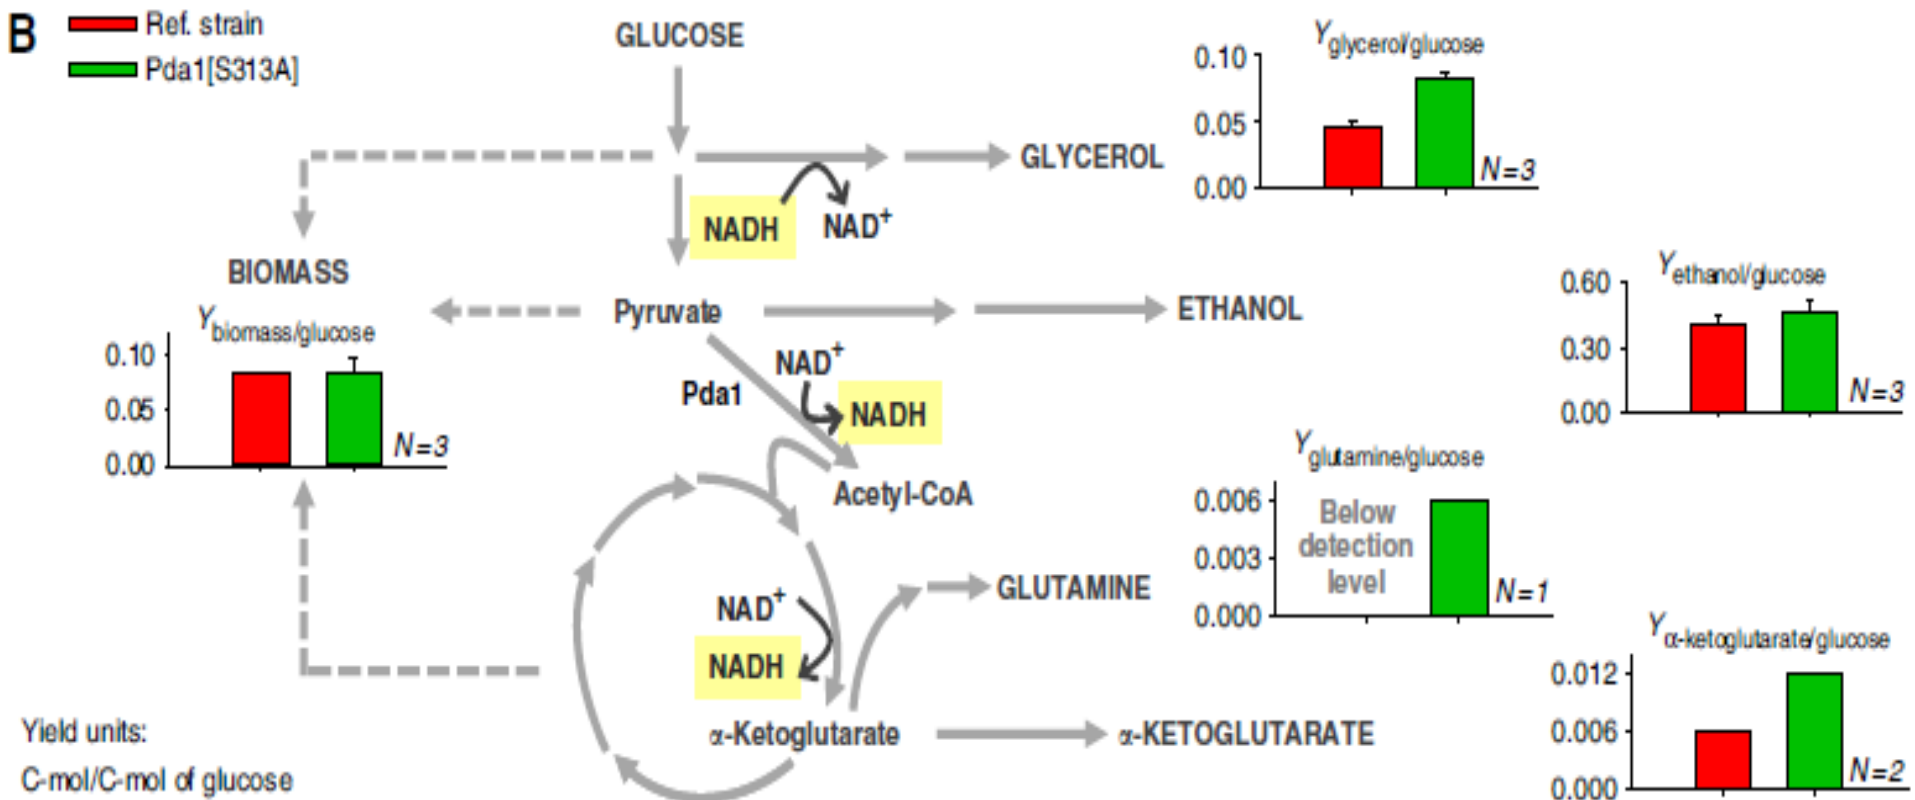 B
Ref. strain
Pda1[S313A]
GLUCOSE
Yglycerol/glucose
0.10
0.05
0.00
N=3
GLYCEROL
NADH
NAD+
BIOMASS
Ybiomass/glucose
0.10
0.05
0.00
N=3
Pyruvate
ETHANOL
Yethanol/glucose
0.60
0.30
0.00
N=3
NAD+
Pda1
NADH
Acetyl-CoA
Yglutamine/glucose
0.006
0.003
0.000
Below
detection
level
N=1
NAD+
NADH
GLUTAMINE
α-Ketoglutarate
α-KETOGLUTARATE
Yα-ketoglutarate/glucose
0.012
0.006
0.000
N=2
Yield units:
C-mol/C-mol of glucose